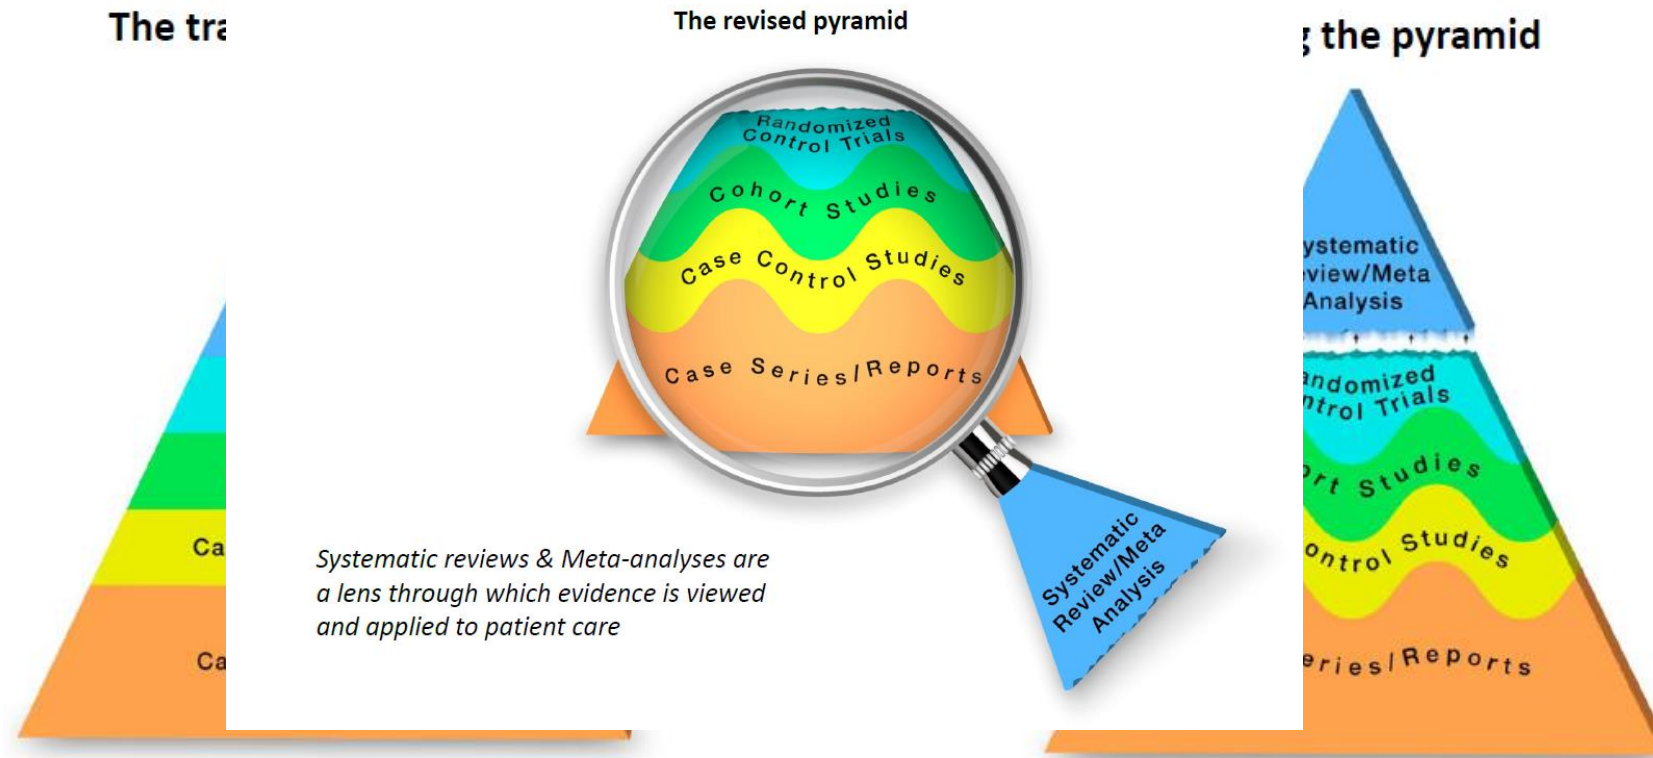 The tra
Ca
Ca
The revised pyramid
Randomized
Control Trials
Cohort Studies
Case Control Studies
Case Series/Reports
Systematic
Review/Meta
Analysis
Systematic reviews & Meta-analyses are
a lens through which evidence is viewed
and applied to patient care
g the pyramid
ystematic
view/Meta
Analysis
andomized
ntrol Trials
ort Studies
ontrol Studies
eries/Reports